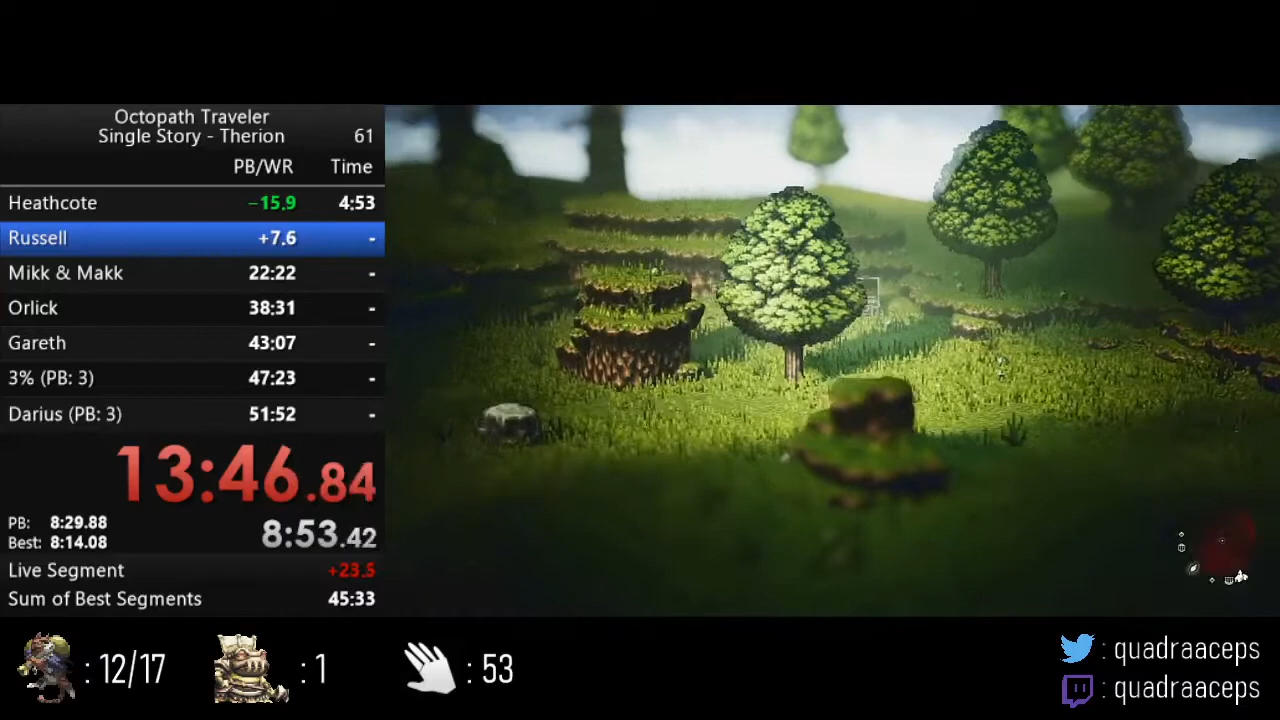 Octopath Traveler
Single Story - Therion 61
PB/WR Time
Heathcote −15.9 4:53
Russell +7.6 -
Mikk & Makk 22:22 -
Orlick 38:31 -
Gareth 43:07 -
3% (PB: 3) 47:23 -
Darius (PB: 3) 51:52 -
13:46.84
PB: 8:29.88
Best: 8:14.08
8:53.42
Live Segment +23.5
Sum of Best Segments 45:33
: 12/17 : 1 : 53
: quadraaceps
: quadraaceps